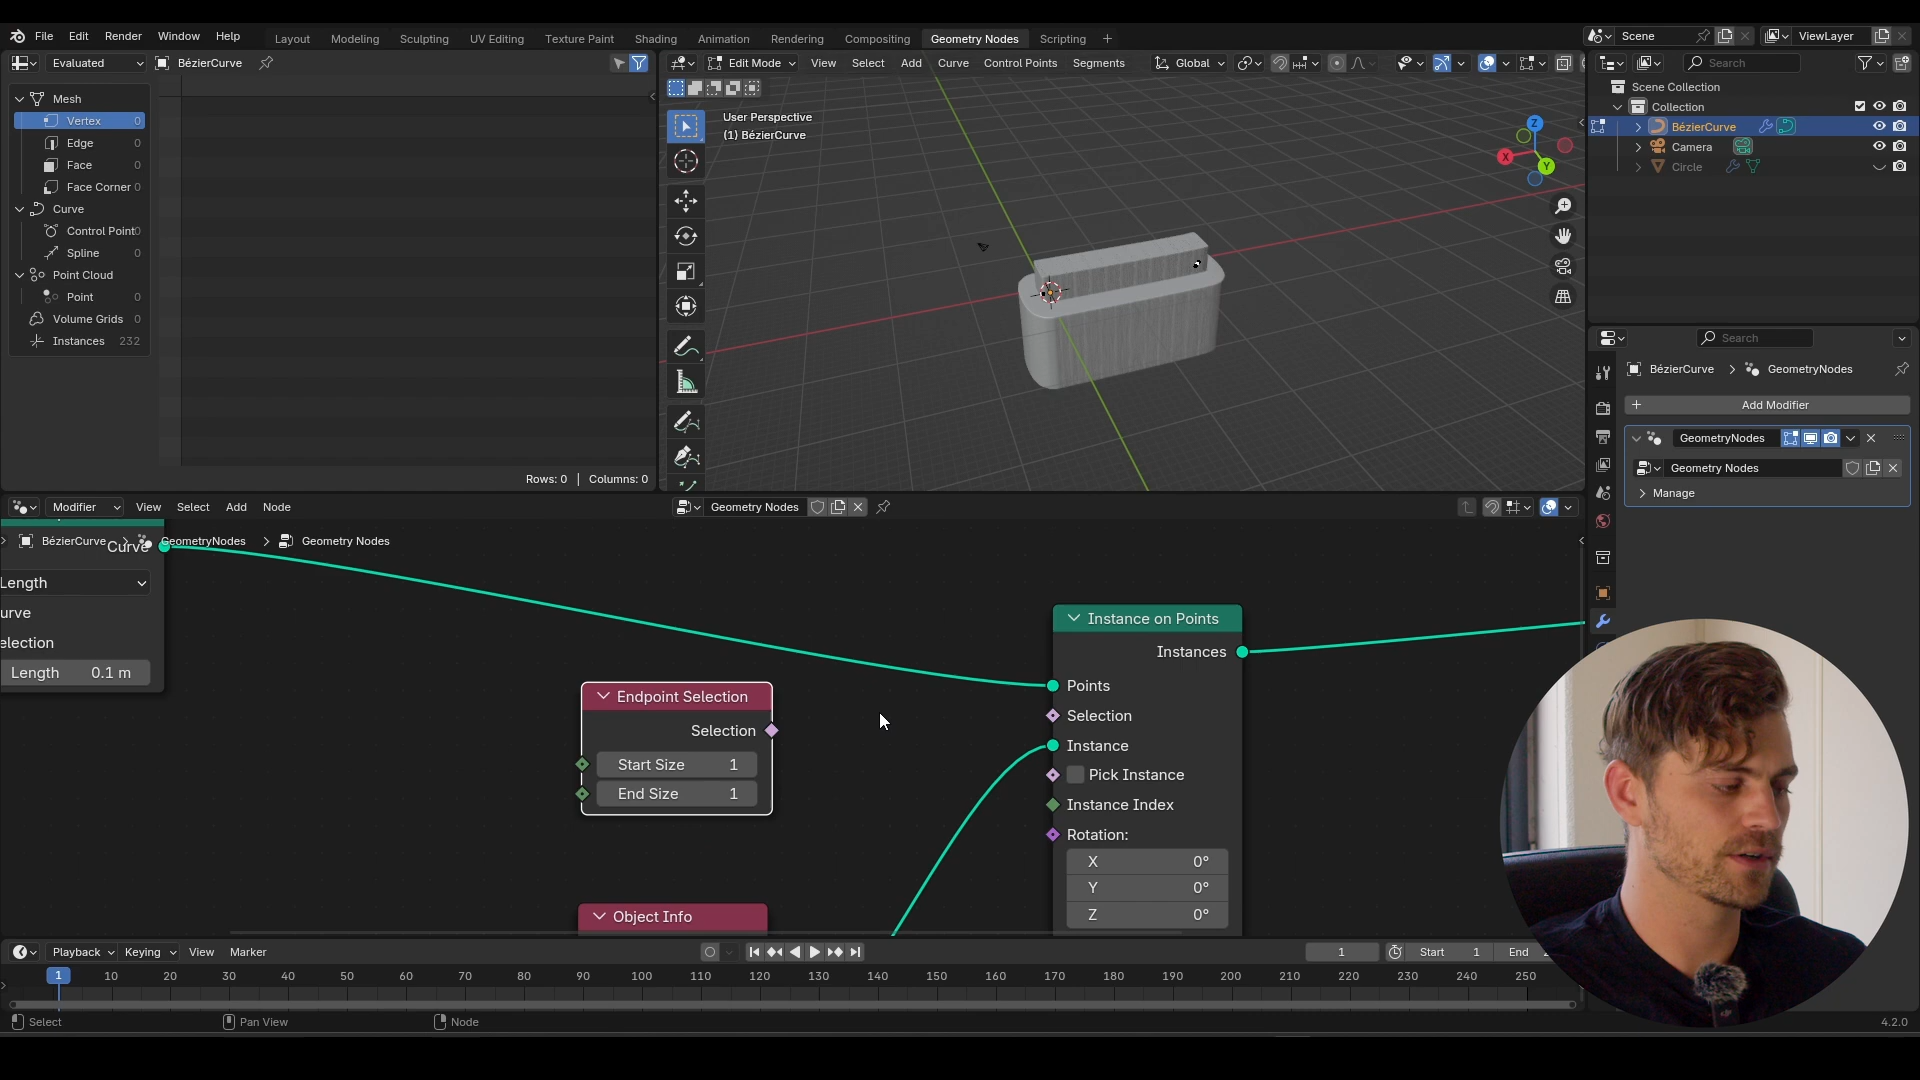 File Edit Render Window Help
Layout Modeling Sculpting UV Editing Texture Paint Shading Animation Rendering Compositing Geometry Nodes Scripting +
Scene ViewLayer
Evaluated BézierCurve
Mesh
Vertex 0
Edge 0
Face 0
Face Corner 0
Curve
Control Point 0
Spline 0
Point Cloud
Point 0
Volume Grids 0
Instances 232
Rows: 0 | Columns: 0
Edit Mode View Select Add Curve Control Points Segments Global
User Perspective
(1) BézierCurve
Z
X
Y
Search
Scene Collection
Collection
BézierCurve
Camera
Circle
Search
BézierCurve > GeometryNodes
+ Add Modifier
GeometryNodes
Geometry Nodes
Manage
Modifier View Select Add Node Geometry Nodes
BézierCurve > GeometryNodes > Geometry Nodes
Curve
Length
urve
election
Length 0.1 m
Endpoint Selection
Selection
Start Size 1
End Size 1
Object Info
Instance on Points
Instances
Points
Selection
Instance
Pick Instance
Instance Index
Rotation:
X 0°
Y 0°
Z 0°
Playback Keying View Marker 1 Start 1 End
1 10 20 30 40 50 60 70 80 90 100 110 120 130 140 150 160 170 180 190 200 210 220 230 240 250
Select Pan View Node 4.2.0